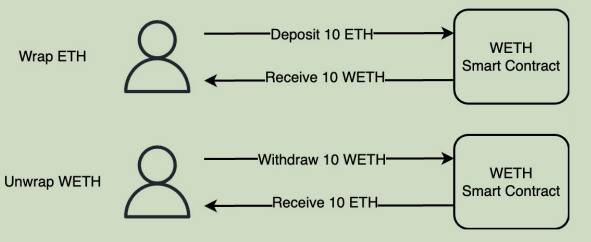 Wrap ETH
Deposit 10 ETH
Receive 10 WETH
WETH
Smart Contract
Unwrap WETH
Withdraw 10 WETH
Receive 10 ETH
WETH
Smart Contract